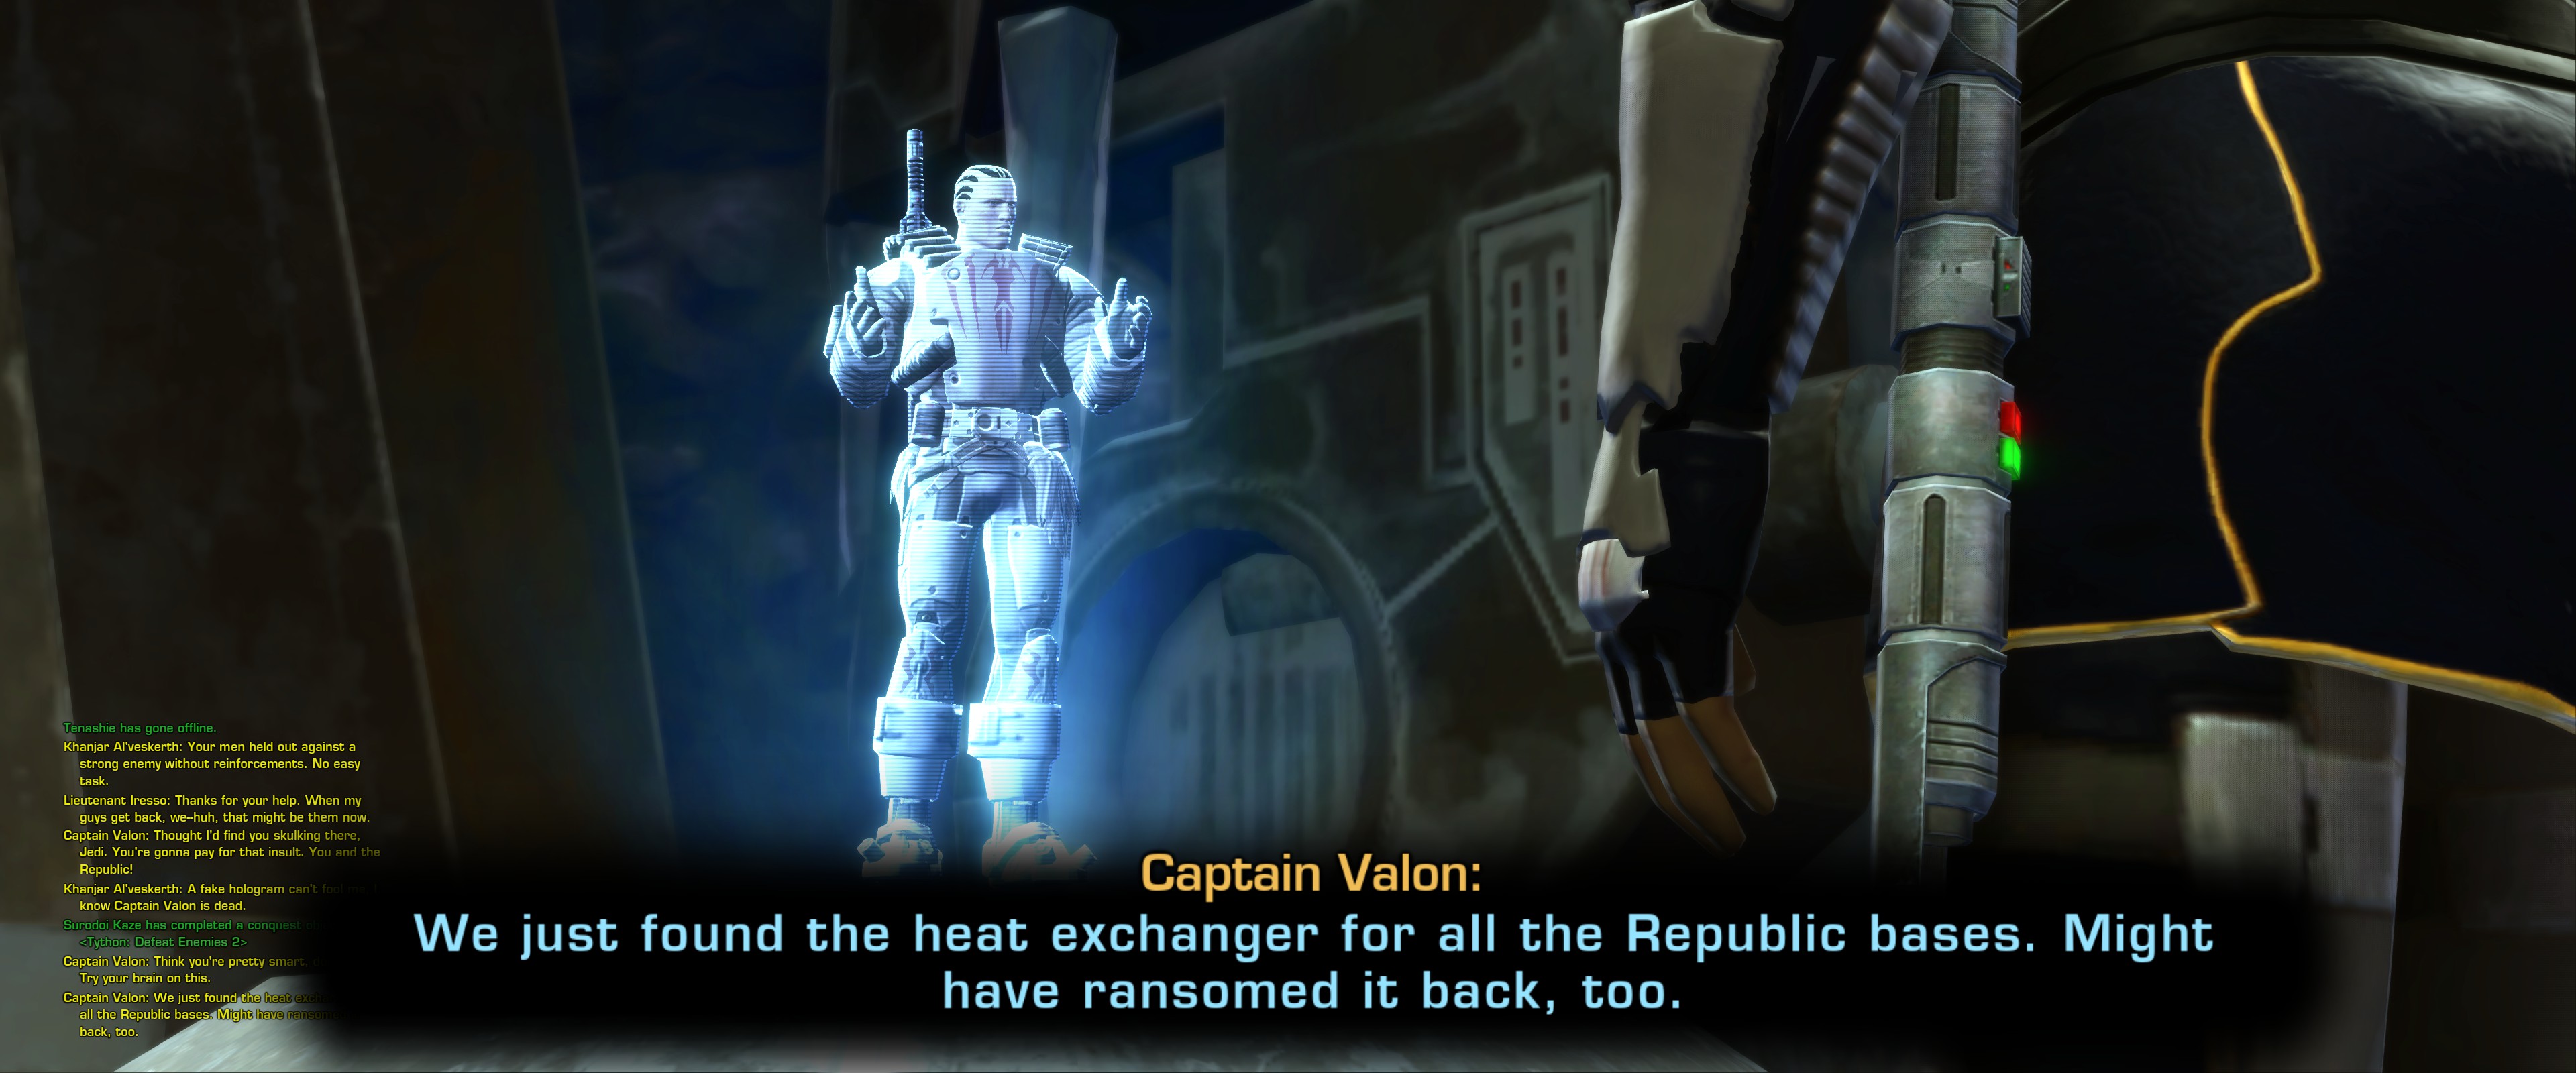 Tenashie has gone offline.
Khanjar Al'veskerth: Your men held out against a
strong enemy without reinforcements. No easy
task.
Lieutenant Iresso: Thanks for your help. When my
guys get back, we–huh, that might be them now.
Captain Valon: Thought I'd find you skulking there,
Jedi. You're gonna pay for that insult. You and the
Republic!
Khanjar Al'veskerth: A fake hologram can't fool me. I
know Captain Valon is dead.
Surodoi Kaze has completed a conquest
<Tython: Defeat Enemies 2>
Captain Valon: Think you're pretty smart,
Try your brain on this.
Captain Valon: We just found the heat
all the Republic bases. Might have ransomed
back, too.
Captain Valon:
We just found the heat exchanger for all the Republic bases. Might
have ransomed it back, too.